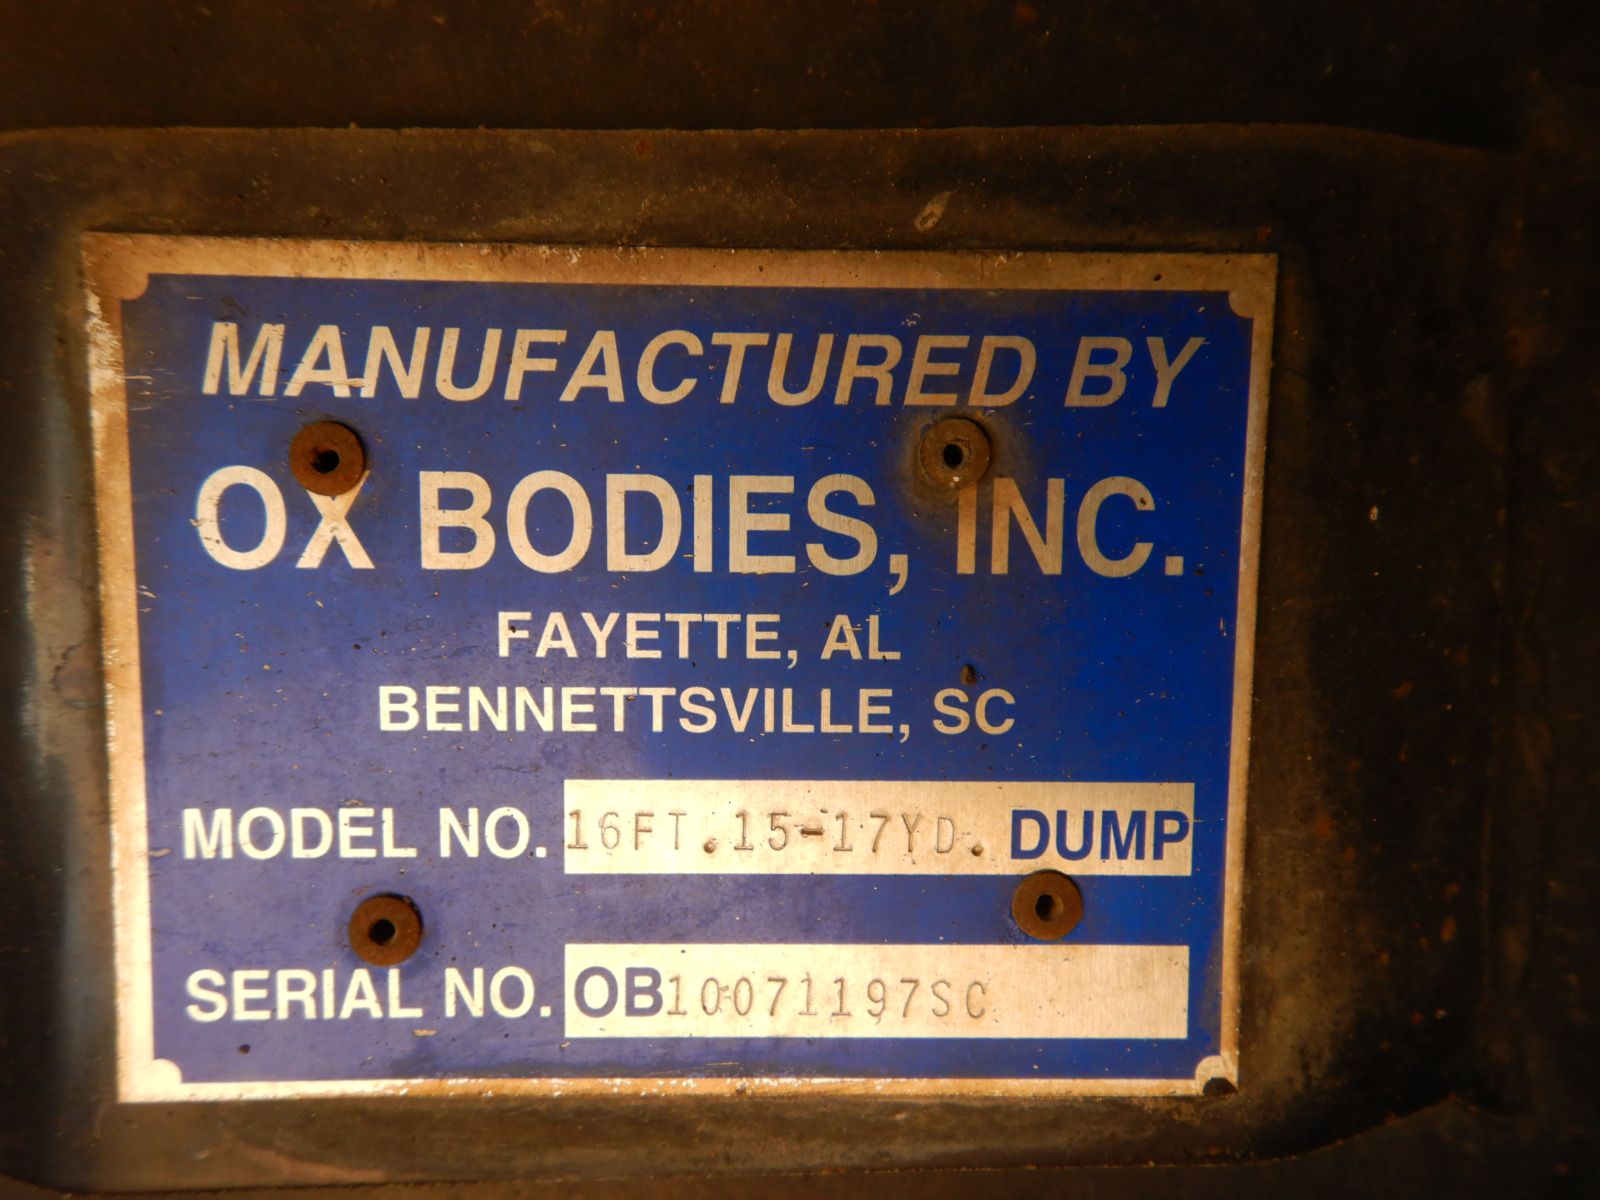 MANUFACTURED BY
OX BODIES, INC.
FAYETTE, AL
BENNETTSVILLE, SC
MODEL NO. 16FT.15-17YD. DUMP
SERIAL NO. OB10071197SC